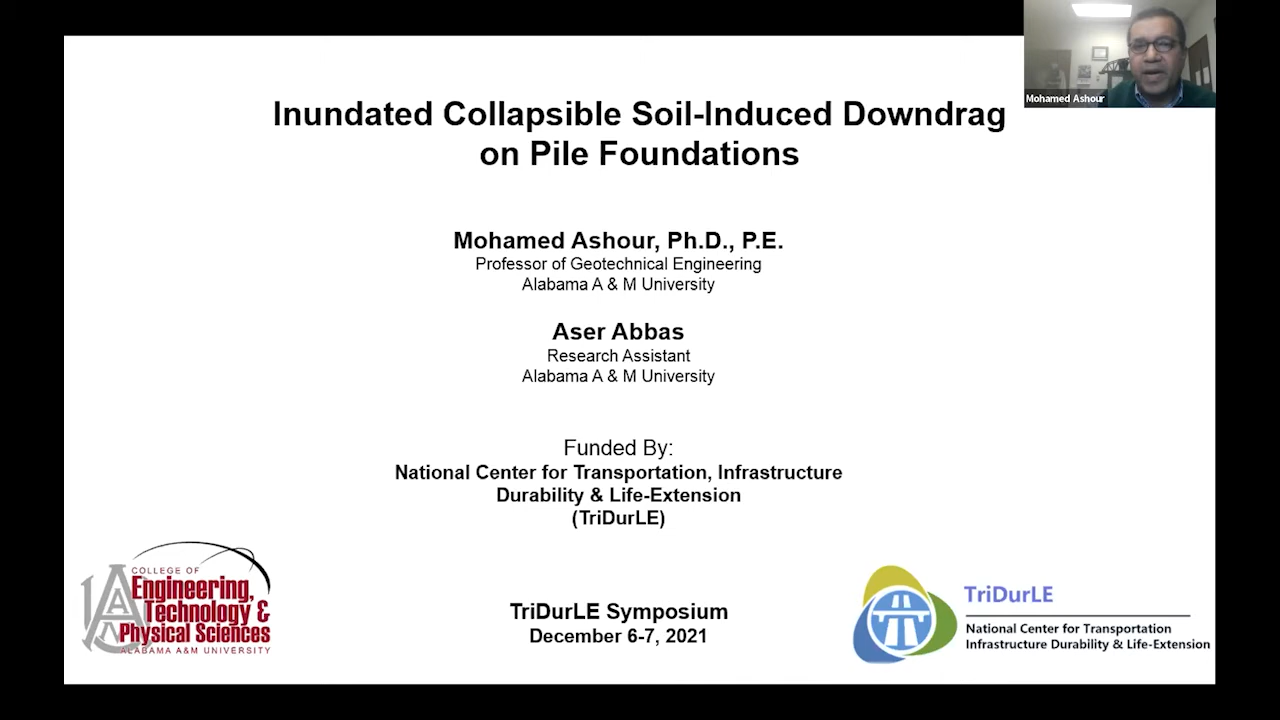 Mohamed Ashour
Inundated Collapsible Soil-Induced Downdrag
on Pile Foundations
Mohamed Ashour, Ph.D., P.E.
Professor of Geotechnical Engineering
Alabama A & M University
Aser Abbas
Research Assistant
Alabama A & M University
Funded By:
National Center for Transportation, Infrastructure
Durability & Life-Extension
(TriDurLE)
COLLEGE OF
Engineering,
Technology &
Physical Sciences
ALABAMA A&M UNIVERSITY
TriDurLE Symposium
December 6-7, 2021
TriDurLE
National Center for Transportation
Infrastructure Durability & Life-Extension